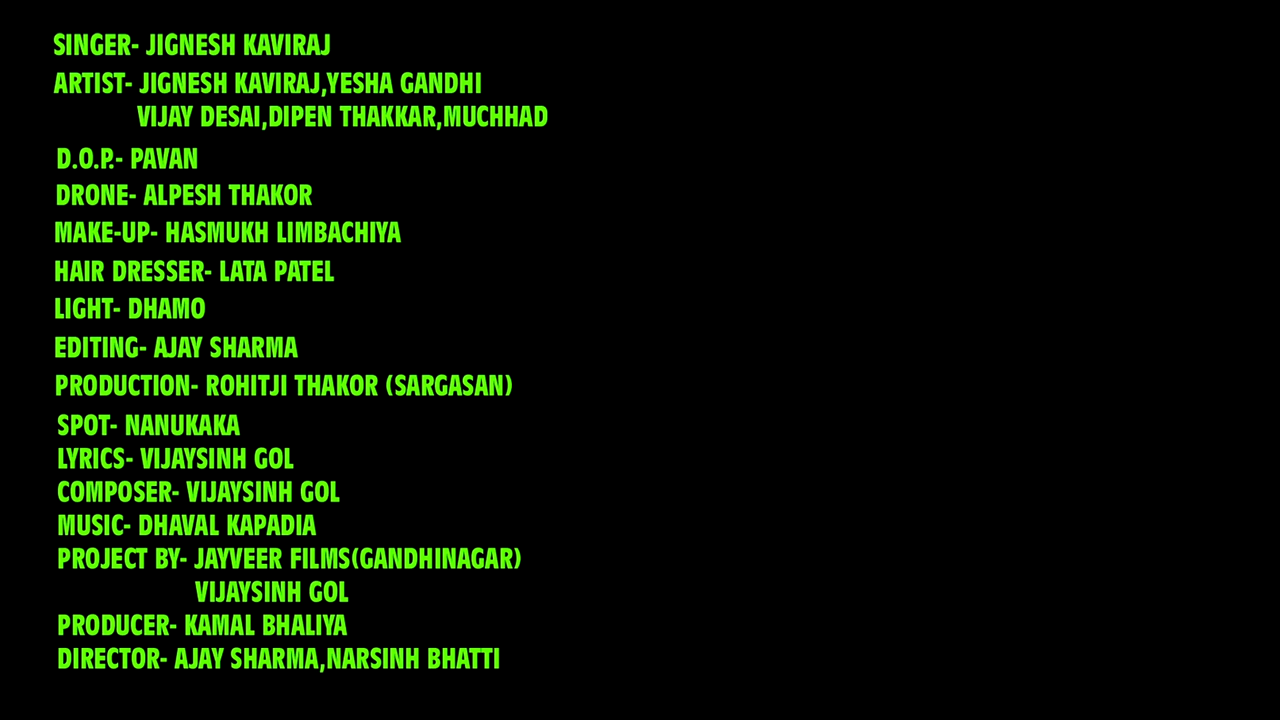 SINGER- JIGNESH KAVIRAJ
ARTIST- JIGNESH KAVIRAJ,YESHA GANDHI
VIJAY DESAI,DIPEN THAKKAR,MUCHHAD
D.O.P.- PAVAN
DRONE- ALPESH THAKOR
MAKE-UP- HASMUKH LIMBACHIYA
HAIR DRESSER- LATA PATEL
LIGHT- DHAMO
EDITING- AJAY SHARMA
PRODUCTION- ROHITJI THAKOR (SARGASAN)
SPOT- NANUKAKA
LYRICS- VIJAYSINH GOL
COMPOSER- VIJAYSINH GOL
MUSIC- DHAVAL KAPADIA
PROJECT BY- JAYVEER FILMS(GANDHINAGAR)
VIJAYSINH GOL
PRODUCER- KAMAL BHALIYA
DIRECTOR- AJAY SHARMA,NARSINH BHATTI